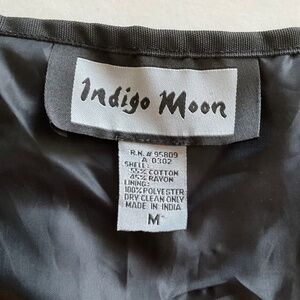 Indigo Moon
R.N. # 95809
A 0302
SHELL:
55% COTTON
45% RAYON
LINING:
100% POLYESTER
DRY CLEAN ONLY
MADE IN INDIA
M